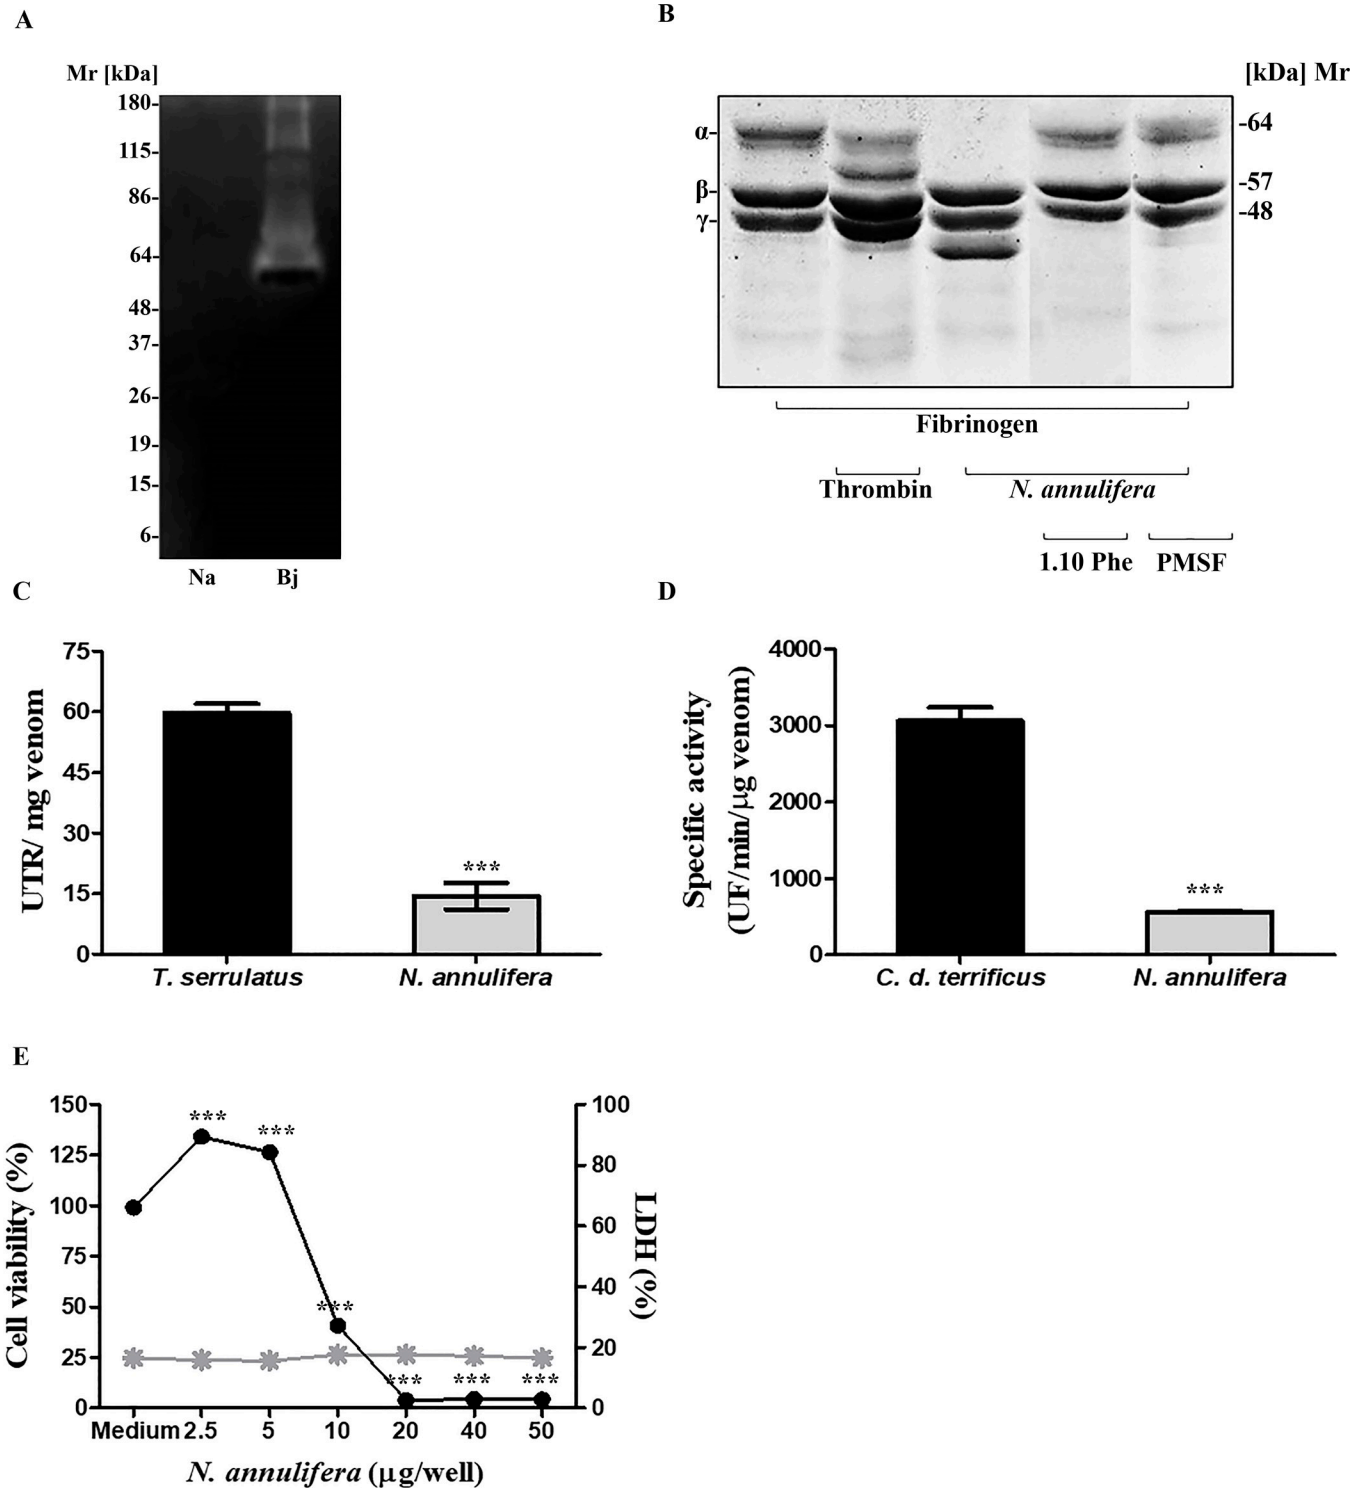 A
Mr [kDa]
180-
115-
86-
64-
48-
37-
26-
19-
15-
6-
Na Bj
B
[kDa] Mr
α-
β-
γ-
-64
-57
-48
Fibrinogen
Thrombin N. annulifera
1.10 Phe PMSF
C
UTR/ mg venom
75
60
45
30
15
0
***
T. serrulatus N. annulifera
D
Specific activity
(UF/min/µg venom)
4000
3000
2000
1000
0
***
C. d. terrificus N. annulifera
E
Cell viability (%)
150
125
100
75
50
25
0
*** ***
***
*** *** ***
100
80
60
40
20
0
LDH (%)
Medium 2.5 5 10 20 40 50
N. annulifera (µg/well)